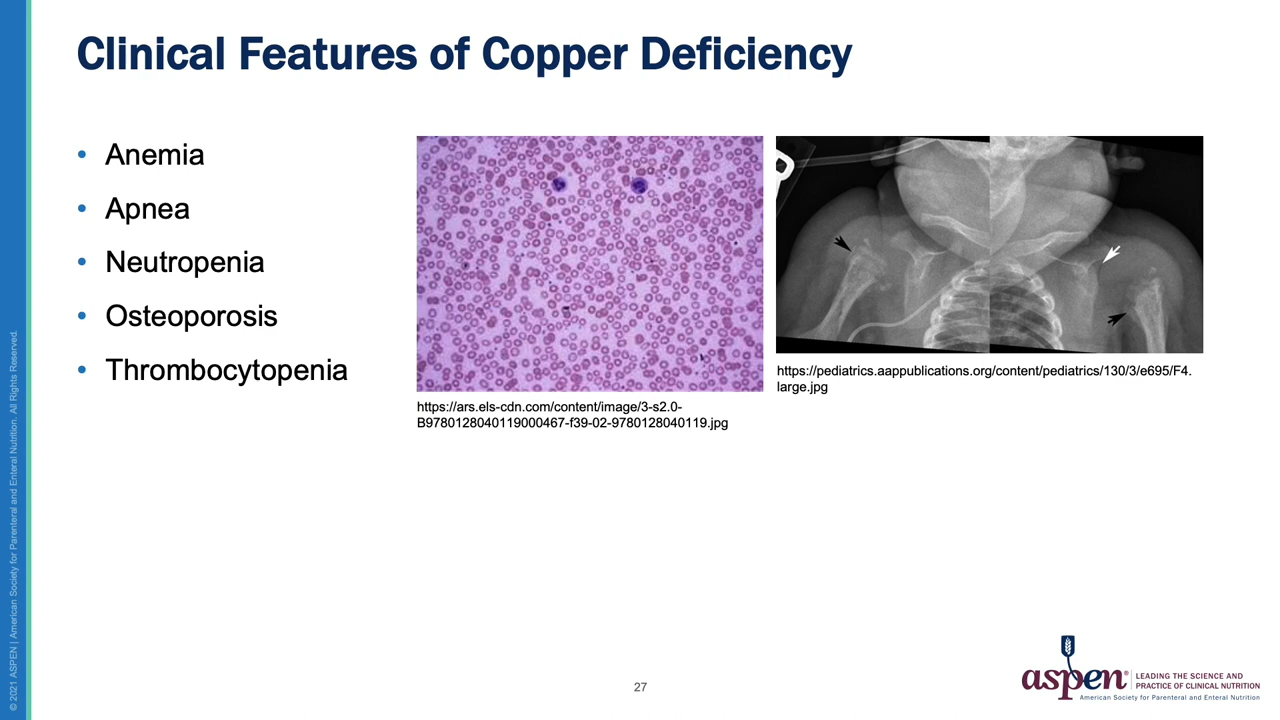 Clinical Features of Copper Deficiency
• Anemia
• Apnea
• Neutropenia
• Osteoporosis
• Thrombocytopenia
https://ars.els-cdn.com/content/image/3-s2.0-
B9780128040119000467-f39-02-9780128040119.jpg
https://pediatrics.aappublications.org/content/pediatrics/130/3/e695/F4.
large.jpg
© 2021 ASPEN | American Society for Parenteral and Enteral Nutrition. All Rights Reserved.
27
aspen®
LEADING THE SCIENCE AND
PRACTICE OF CLINICAL NUTRITION
American Society for Parenteral and Enteral Nutrition